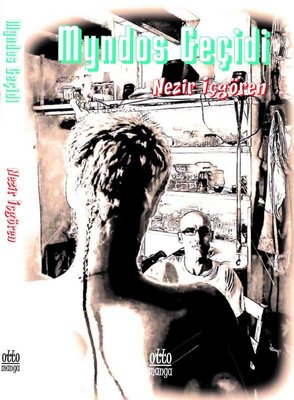 Myndos Geçidi
Nezir İçgören
Myndos Geçidi
Nezir İçgören
otto
manga
otto
manga